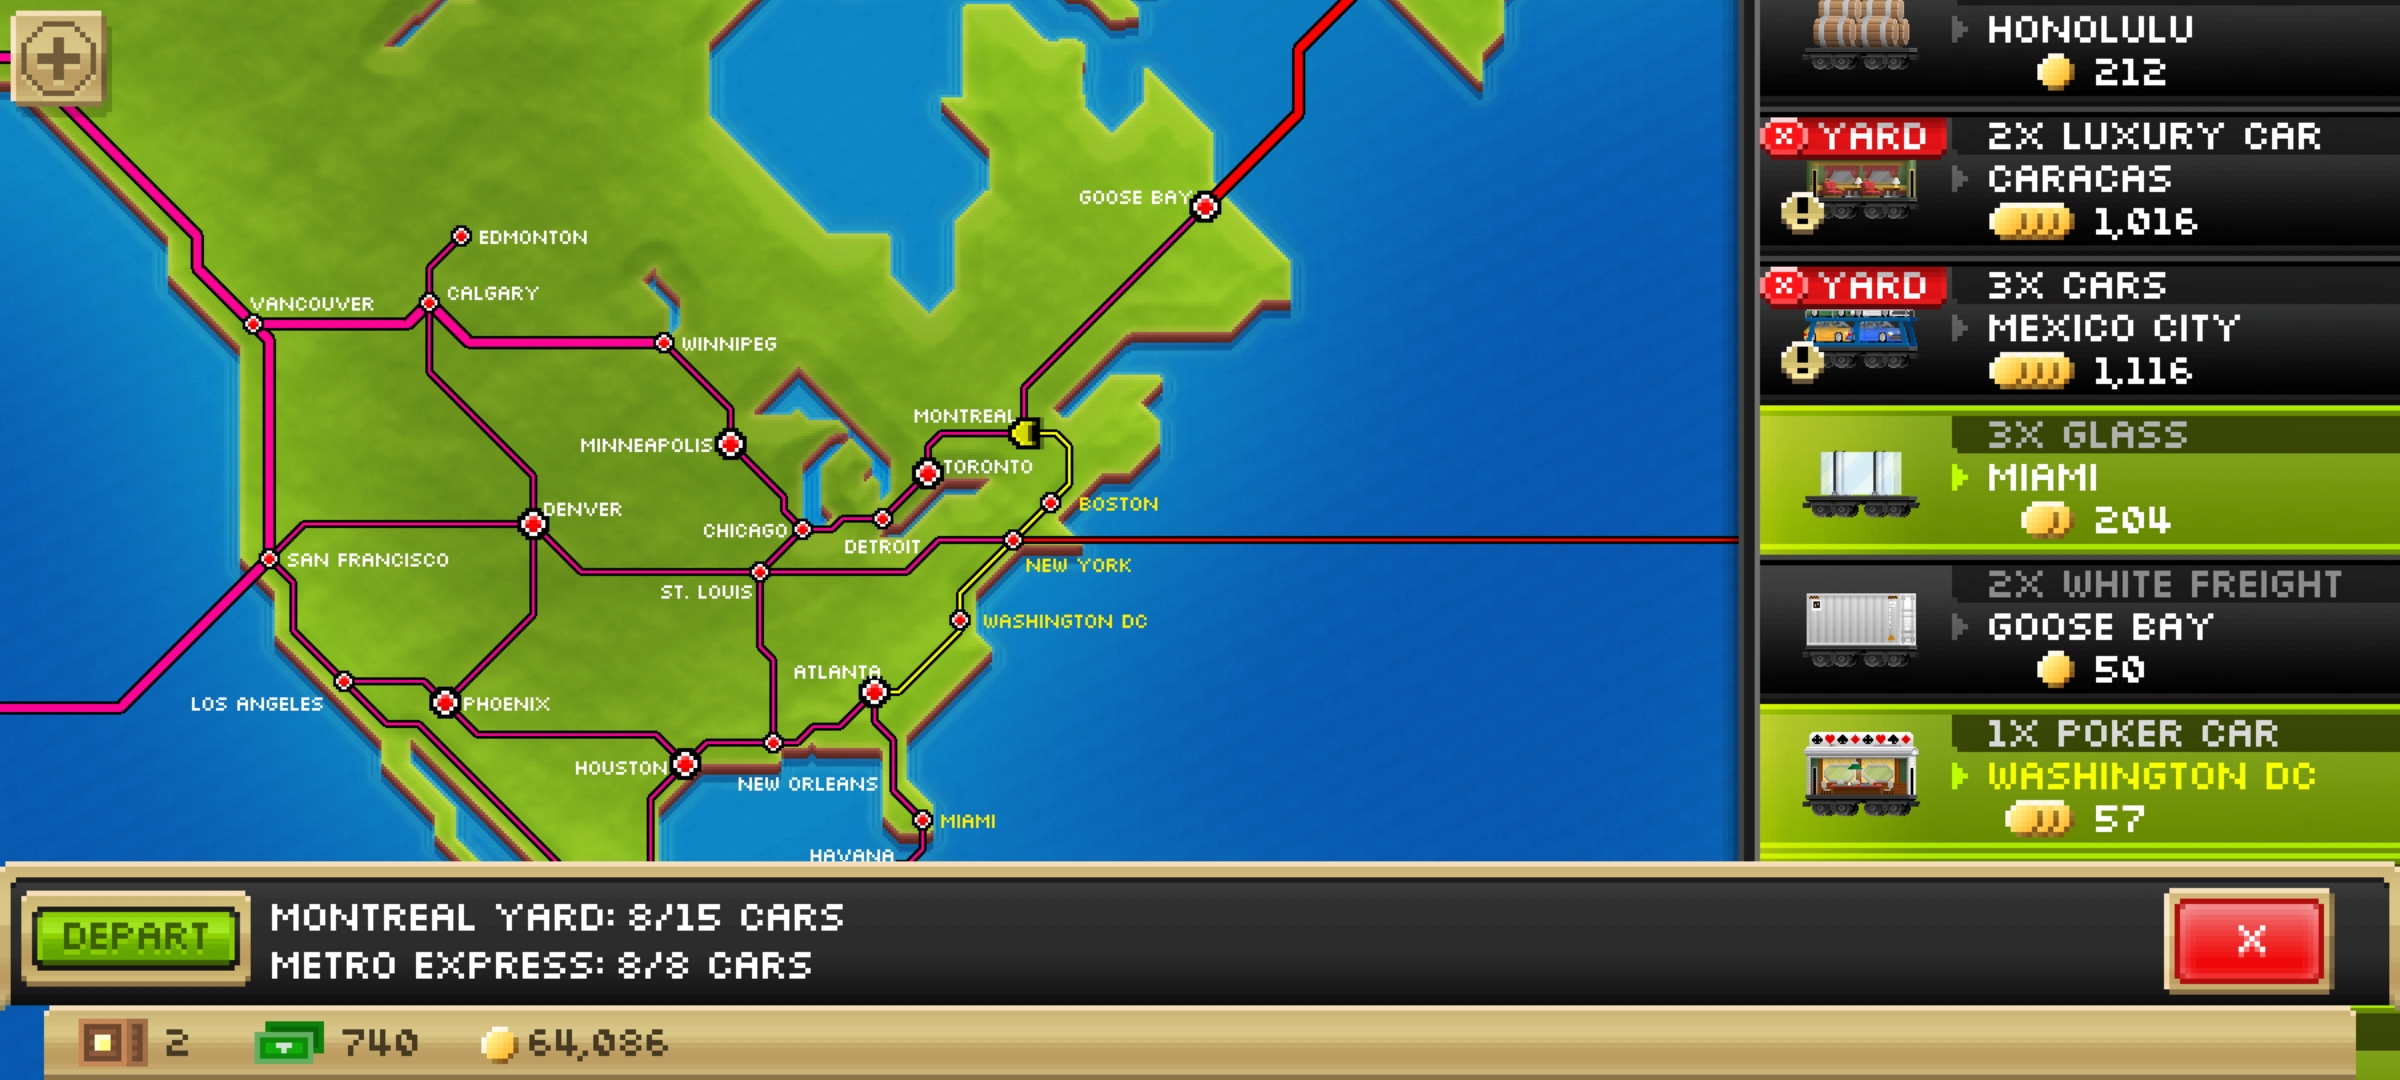 HONOLULU
212
YARD
2X LUXURY CAR
CARACAS
1,016
YARD
3X CARS
MEXICO CITY
1,116
3X GLASS
MIAMI
204
2X WHITE FREIGHT
GOOSE BAY
50
1X POKER CAR
WASHINGTON DC
57
GOOSE BAY
EDMONTON
CALGARY
VANCOUVER
WINNIPEG
MONTREAL
MINNEAPOLIS
TORONTO
BOSTON
DENVER
CHICAGO
DETROIT
SAN FRANCISCO
NEW YORK
ST. LOUIS
WASHINGTON DC
ATLANTA
LOS ANGELES
PHOENIX
HOUSTON
NEW ORLEANS
MIAMI
HAVANA
DEPART
MONTREAL YARD: 8/15 CARS
METRO EXPRESS: 8/8 CARS
X
2
740
64,086